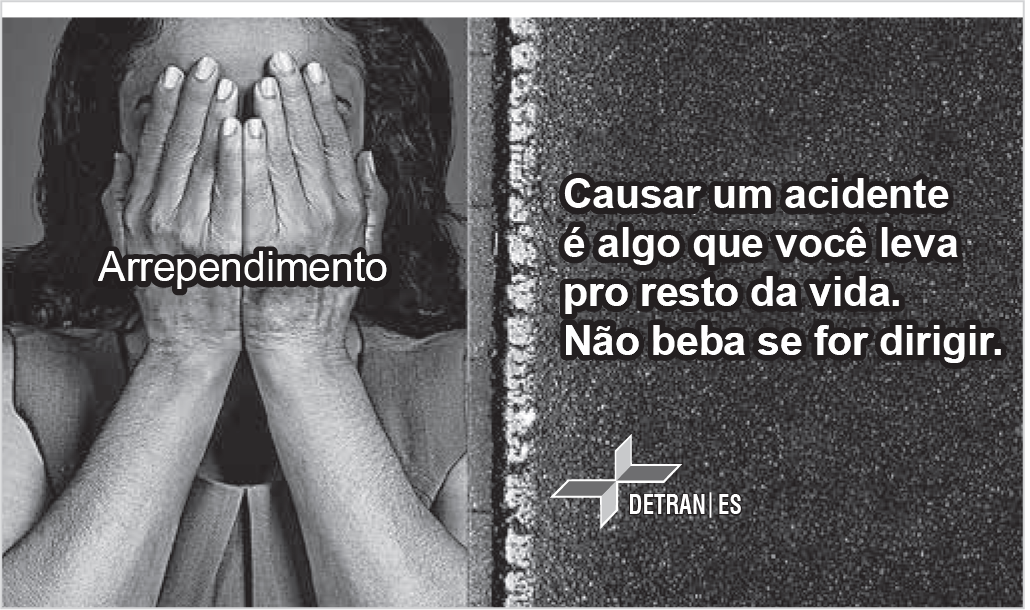 Arrependimento
Causar um acidente
é algo que você leva
pro resto da vida.
Não beba se for dirigir.
DETRAN|ES